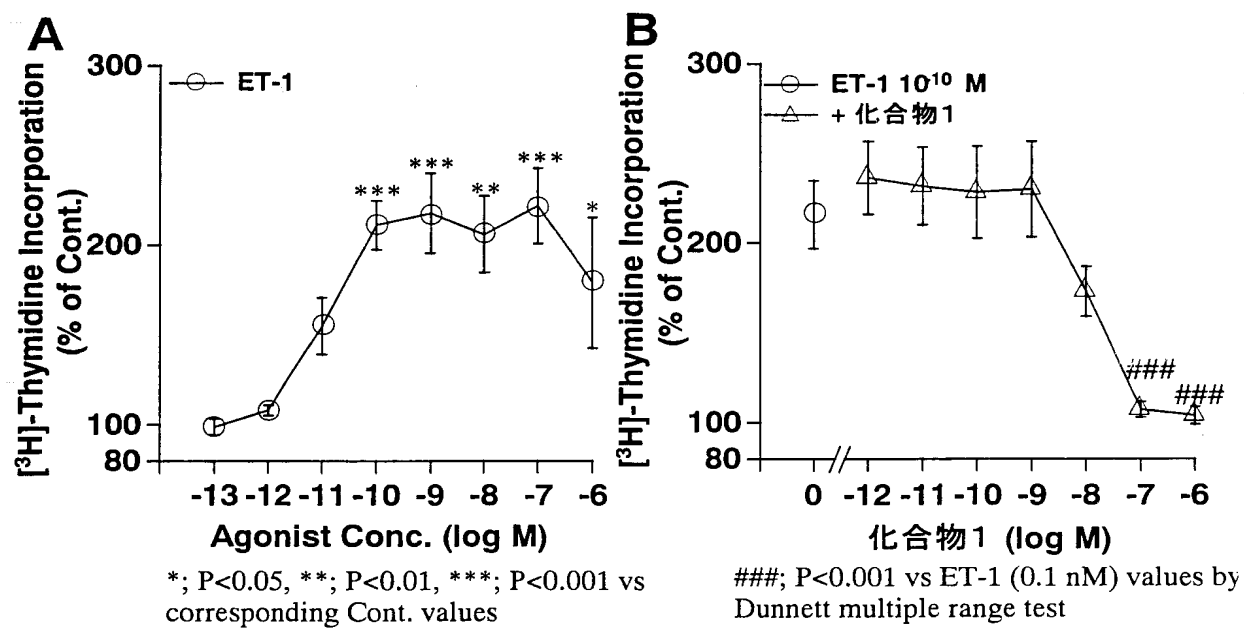 A
[³H]-Thymidine Incorporation
(% of Cont.)
300
200
100
80
ET-1
***
***
**
***
*
-13 -12 -11 -10 -9 -8 -7 -6
Agonist Conc. (log M)
*; P<0.05, **; P<0.01, ***; P<0.001 vs
corresponding Cont. values
B
[³H]-Thymidine Incorporation
(% of Cont.)
300
200
100
80
ET-1 10⁻¹⁰ M
+ 化合物1
###
###
0 -12 -11 -10 -9 -8 -7 -6
化合物1 (log M)
###; P<0.001 vs ET-1 (0.1 nM) values by
Dunnett multiple range test